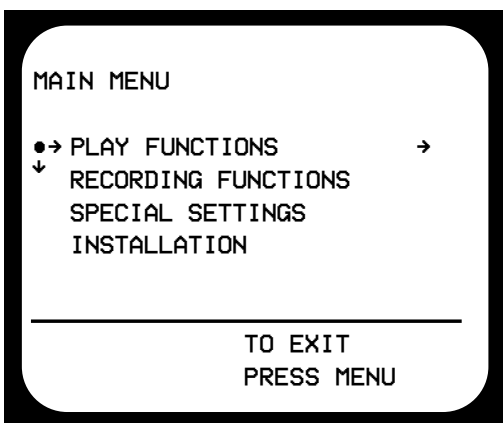 MAIN MENU
●→ PLAY FUNCTIONS →
↓ RECORDING FUNCTIONS
SPECIAL SETTINGS
INSTALLATION
TO EXIT
PRESS MENU